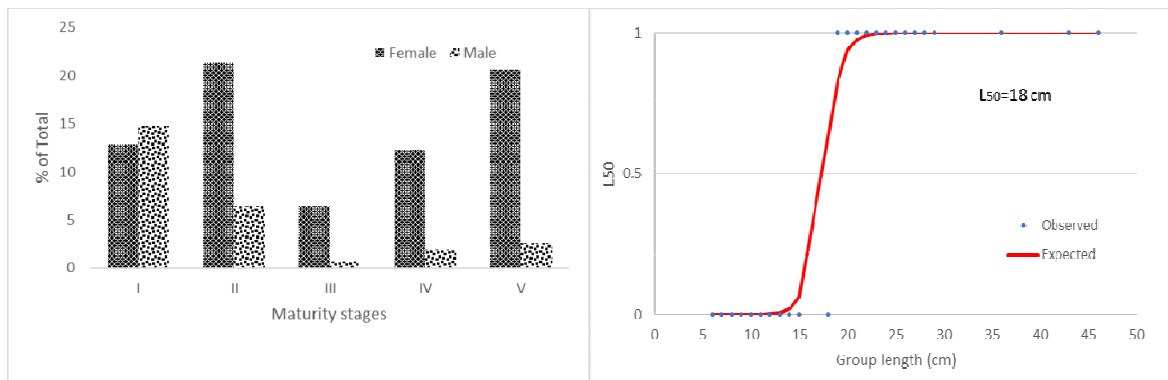 25
20
15
10
5
0
% of Total
Female Male
I II III IV V
Maturity stages
1
0.5
0
L50
L50=18 cm
Observed
Expected
0 5 10 15 20 25 30 35 40 45 50
Group length (cm)